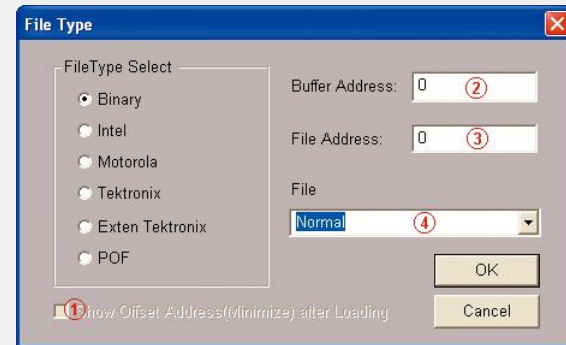 File Type
FileType Select
Binary
Intel
Motorola
Tektronix
Exten Tektronix
POF
Buffer Address: 0 ②
File Address: 0 ③
File
Normal ④
OK
① Show Offset Address(Minimize) after Loading
Cancel